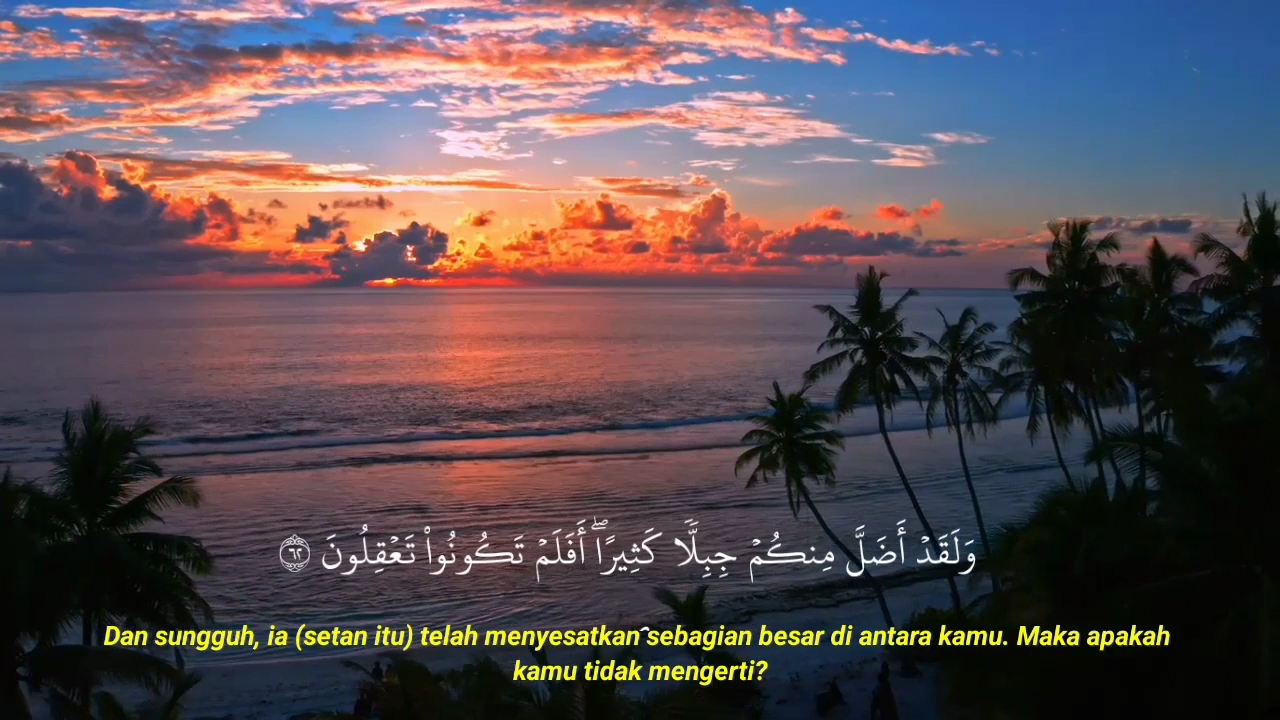 وَلَقَدْ أَضَلَّ مِنكُمْ جِبِلًّا كَثِيرًا ۖ أَفَلَمْ تَكُونُوا۟ تَعْقِلُونَ ٦٢
Dan sungguh, ia (setan itu) telah menyesatkan sebagian besar di antara kamu. Maka apakah
kamu tidak mengerti?